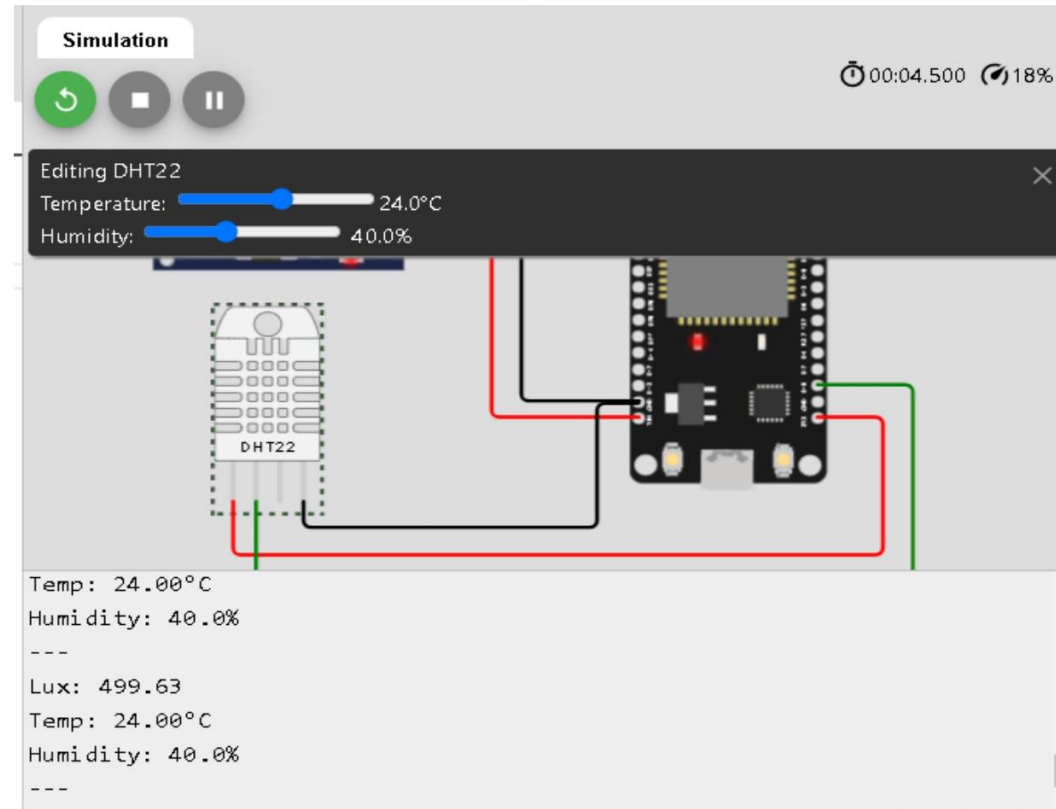 Simulation
00:04.500 18%
Editing DHT22
Temperature: 24.0°C
Humidity: 40.0%
DHT22
Temp: 24.00°C
Humidity: 40.0%
---
Lux: 499.63
Temp: 24.00°C
Humidity: 40.0%
---